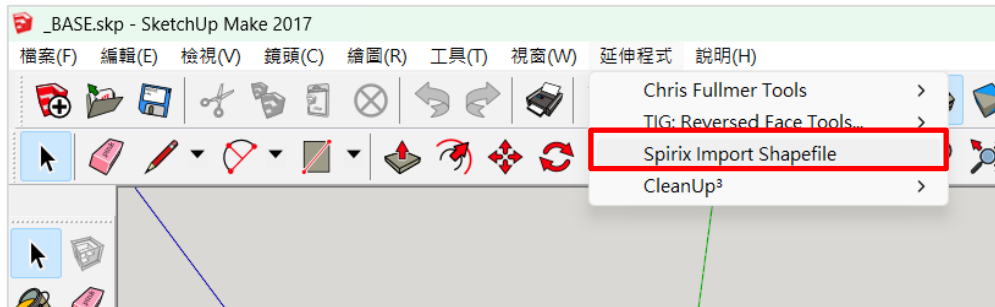 _BASE.skp - SketchUp Make 2017
檔案(F) 編輯(E) 檢視(V) 鏡頭(C) 繪圖(R) 工具(T) 視窗(W) 延伸程式 說明(H)
Chris Fullmer Tools
TIG: Reversed Face Tools...
Spirix Import Shapefile
CleanUp³